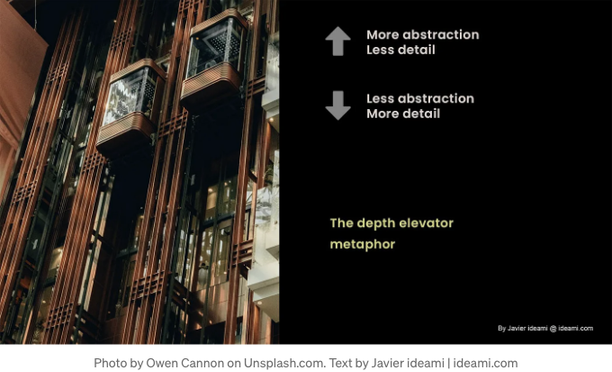 More abstraction
Less detail
Less abstraction
More detail
The depth elevator
metaphor
By Javier ideami @ ideami.com
Photo by Owen Cannon on Unsplash.com. Text by Javier ideami | ideami.com